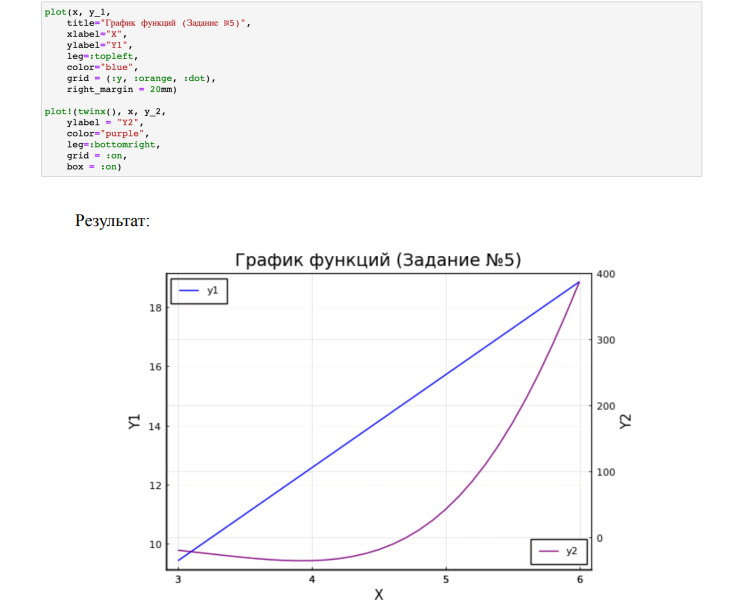 plot(x, y_1,
title="График функций (Задание №5)",
xlabel="X",
ylabel="Y1",
leg=:topleft,
color="blue",
grid = (:y, :orange, :dot),
right_margin = 20mm)
plot!(twinx(), x, y_2,
ylabel = "Y2",
color="purple",
leg=:bottomright,
grid = :on,
box = :on)
Результат:
График функций (Задание №5)
y1
400
18
300
16
Y1
14
200
Y2
12
100
10
0
y2
3 4 5 6
X